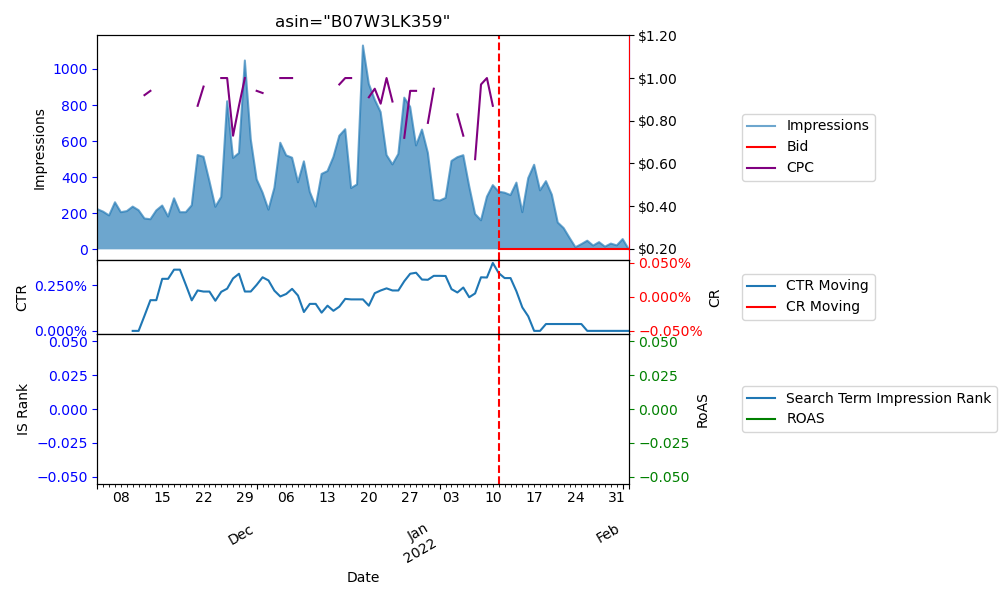 asin="B07W3LK359"
Impressions
1000
800
600
400
200
0
$1.20
$1.00
$0.80
$0.60
$0.40
$0.20
Impressions
Bid
CPC
CTR
0.250%
0.000%
0.050%
0.000%
−0.050%
CR
CTR Moving
CR Moving
IS Rank
0.050
0.025
0.000
−0.025
−0.050
0.050
0.025
0.000
−0.025
−0.050
RoAS
Search Term Impression Rank
ROAS
08 15 22 29 06 13 20 27 03 10 17 24 31
Dec Jan Feb
2022
Date